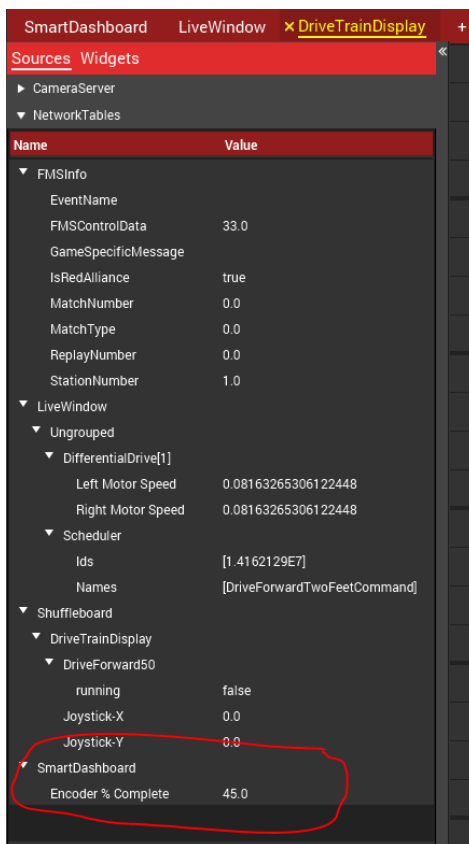 SmartDashboard LiveWindow × DriveTrainDisplay +
Sources Widgets «
CameraServer
NetworkTables
Name Value
FMSInfo
EventName
FMSControlData 33.0
GameSpecificMessage
IsRedAlliance true
MatchNumber 0.0
MatchType 0.0
ReplayNumber 0.0
StationNumber 1.0
LiveWindow
Ungrouped
DifferentialDrive[1]
Left Motor Speed 0.08163265306122448
Right Motor Speed 0.08163265306122448
Scheduler
Ids [1.4162129E7]
Names [DriveForwardTwoFeetCommand]
Shuffleboard
DriveTrainDisplay
DriveForward50
running false
Joystick-X 0.0
Joystick-Y 0.0
SmartDashboard
Encoder % Complete 45.0